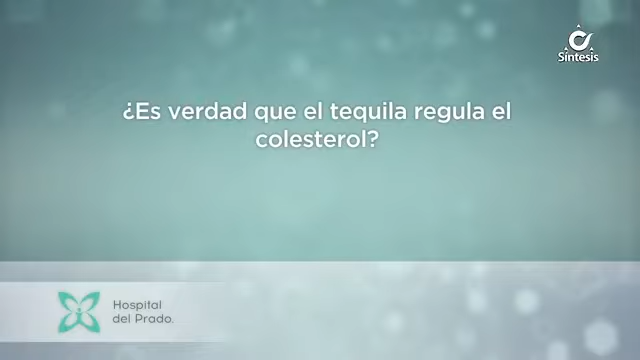 Síntesis
¿Es verdad que el tequila regula el
colesterol?
Hospital
del Prado.